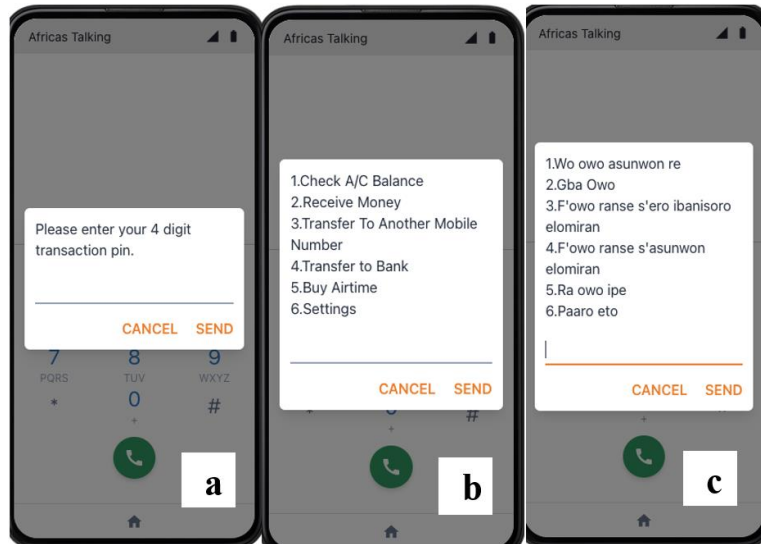 Africas Talking
Please enter your 4 digit
transaction pin.
CANCEL SEND
7 8 9
PQRS TUV WXYZ
* 0 #
+
a
Africas Talking
1.Check A/C Balance
2.Receive Money
3.Transfer To Another Mobile
Number
4.Transfer to Bank
5.Buy Airtime
6.Settings
CANCEL SEND
* 0 #
+
b
Africas Talking
1.Wo owo asunwon re
2.Gba Owo
3.F'owo ranse s'ero ibanisoro
elomiran
4.F'owo ranse s'asunwon
elomiran
5.Ra owo ipe
6.Paaro eto
CANCEL SEND
+
c